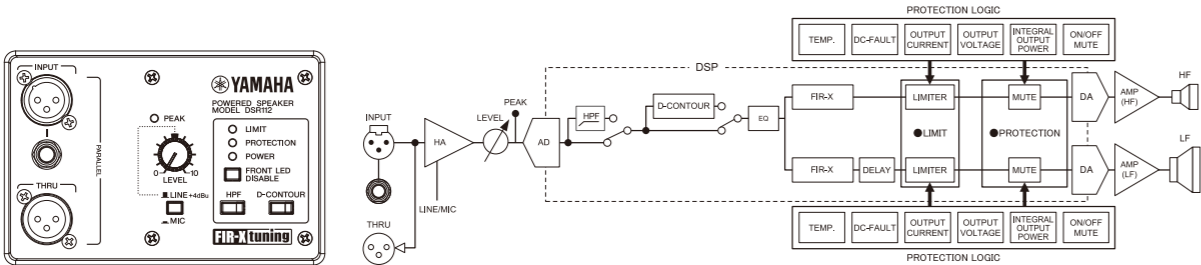 INPUT
PARALLEL
THRU
PEAK
0
10
LEVEL
LINE+4dBu
MIC
YAMAHA
POWERED SPEAKER
MODEL DSR112
LIMIT
PROTECTION
POWER
FRONT LED
DISABLE
HPF
D-CONTOUR
FIR-X tuning
INPUT
THRU
HA
LINE/MIC
LEVEL
PEAK
AD
DSP
HPF
D-CONTOUR
EQ
FIR-X
FIR-X
DELAY
PROTECTION LOGIC
TEMP.
DC-FAULT
OUTPUT
CURRENT
OUTPUT
VOLTAGE
INTEGRAL
OUTPUT
POWER
ON/OFF
MUTE
LIMITER
LIMIT
LIMITER
MUTE
PROTECTION
MUTE
DA
DA
AMP
(HF)
AMP
(LF)
HF
LF
TEMP.
DC-FAULT
OUTPUT
CURRENT
OUTPUT
VOLTAGE
INTEGRAL
OUTPUT
POWER
ON/OFF
MUTE
PROTECTION LOGIC